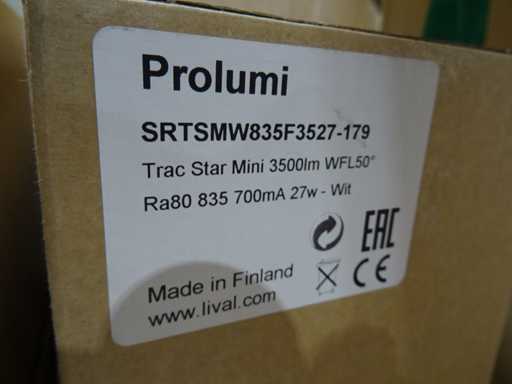 Prolumi
SRTSMW835F3527-179
Trac Star Mini 3500lm WFL50°
Ra80 835 700mA 27w - Wit
EAC
CE
Made in Finland
www.lival.com